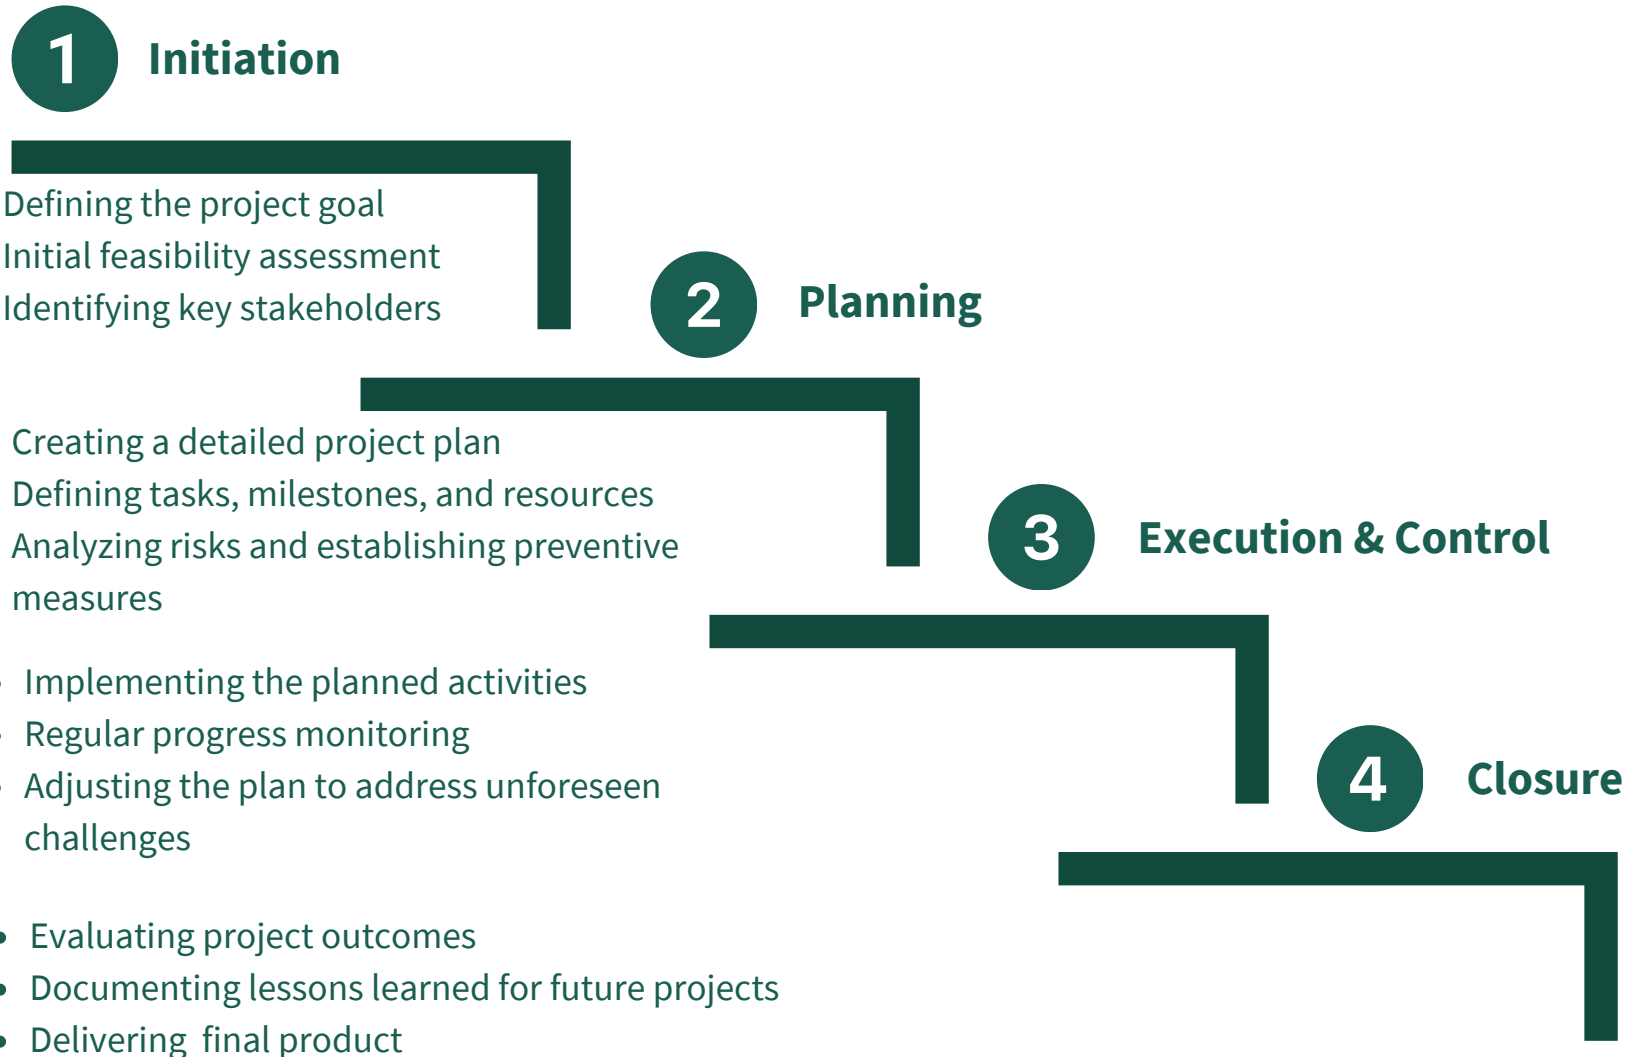 1 Initiation
Defining the project goal
Initial feasibility assessment
Identifying key stakeholders
2 Planning
Creating a detailed project plan
Defining tasks, milestones, and resources
Analyzing risks and establishing preventive
measures
3 Execution & Control
• Implementing the planned activities
• Regular progress monitoring
• Adjusting the plan to address unforeseen
challenges
4 Closure
• Evaluating project outcomes
• Documenting lessons learned for future projects
• Delivering final product